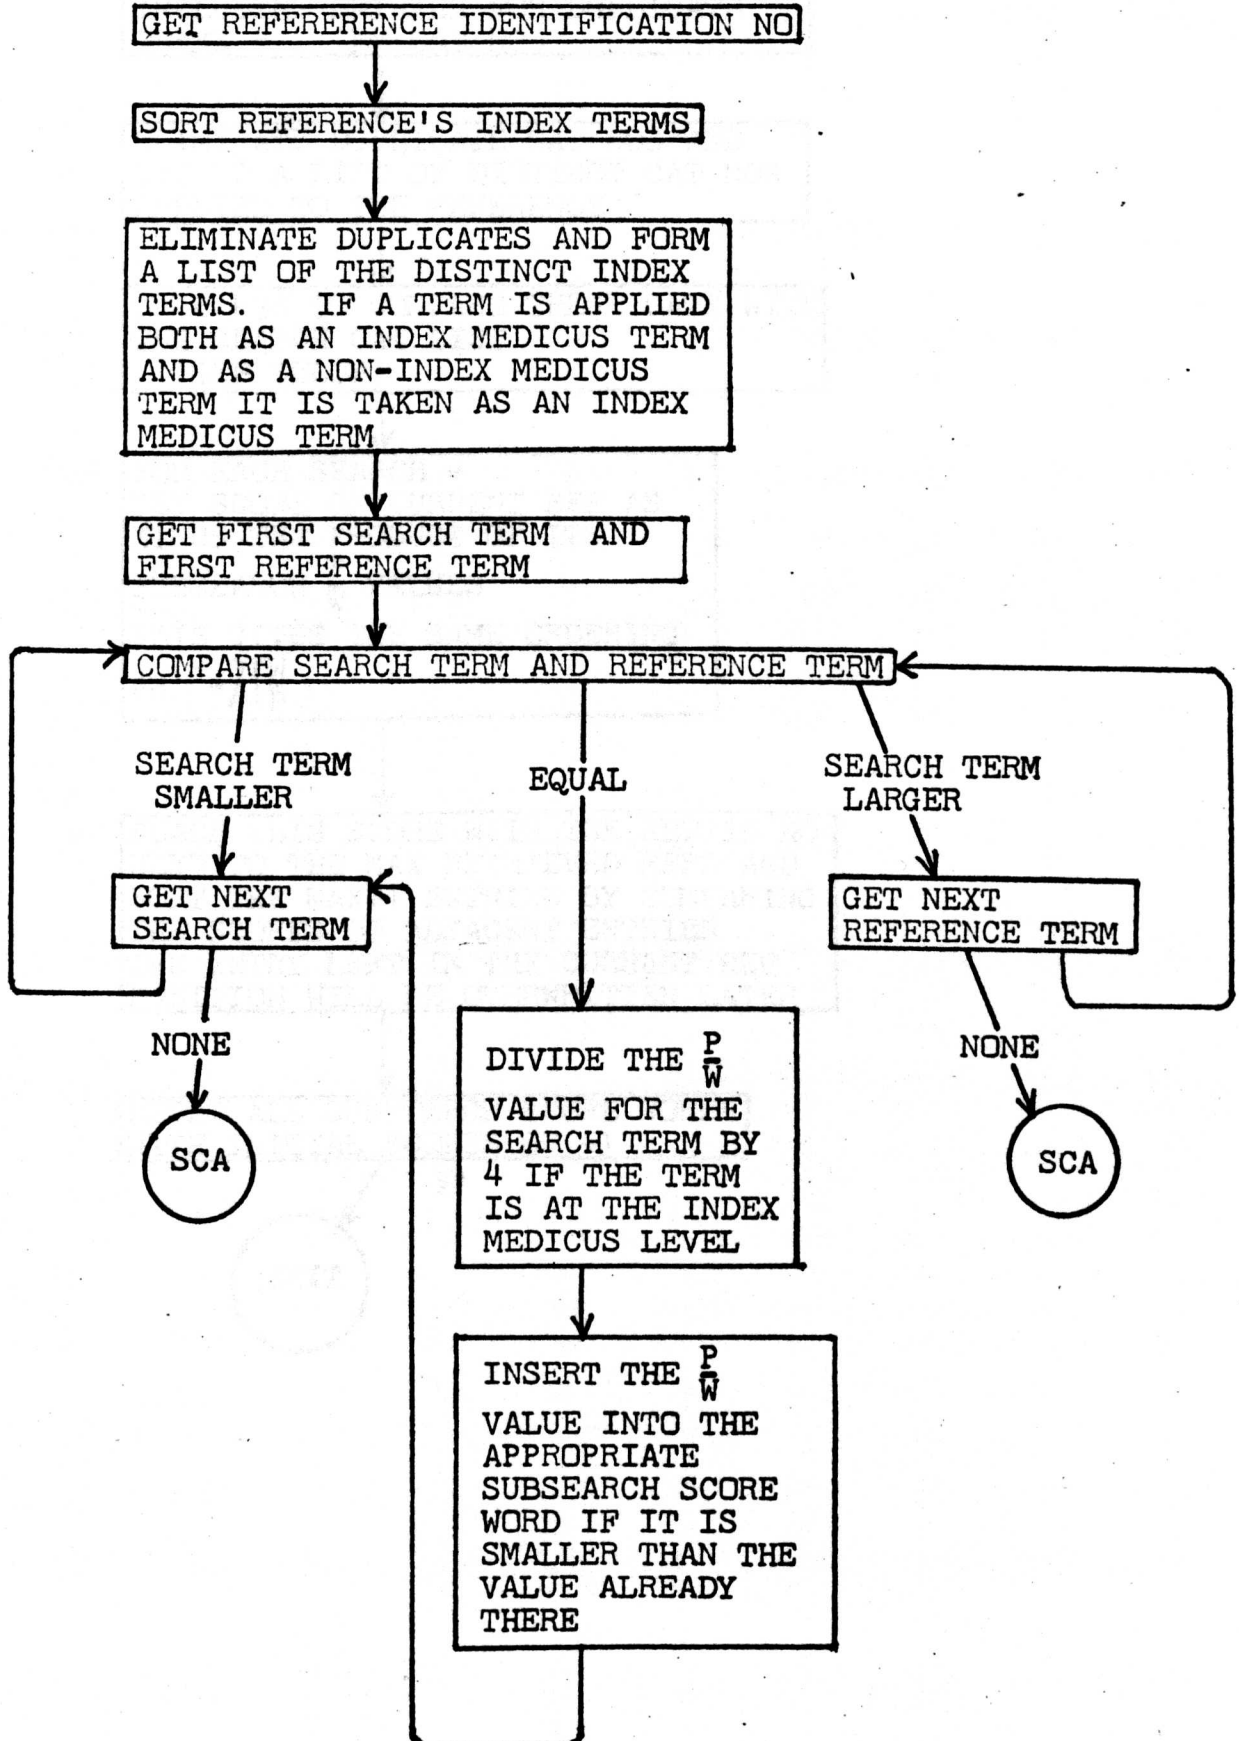 GET REFERERENCE IDENTIFICATION NO
SORT REFERENCE'S INDEX TERMS
ELIMINATE DUPLICATES AND FORM
A LIST OF THE DISTINCT INDEX
TERMS. IF A TERM IS APPLIED
BOTH AS AN INDEX MEDICUS TERM
AND AS A NON-INDEX MEDICUS
TERM IT IS TAKEN AS AN INDEX
MEDICUS TERM
GET FIRST SEARCH TERM AND
FIRST REFERENCE TERM
COMPARE SEARCH TERM AND REFERENCE TERM
SEARCH TERM
SMALLER
EQUAL
SEARCH TERM
LARGER
GET NEXT
SEARCH TERM
GET NEXT
REFERENCE TERM
NONE
SCA
NONE
SCA
DIVIDE THE P/W
VALUE FOR THE
SEARCH TERM BY
4 IF THE TERM
IS AT THE INDEX
MEDICUS LEVEL
INSERT THE P/W
VALUE INTO THE
APPROPRIATE
SUBSEARCH SCORE
WORD IF IT IS
SMALLER THAN THE
VALUE ALREADY
THERE